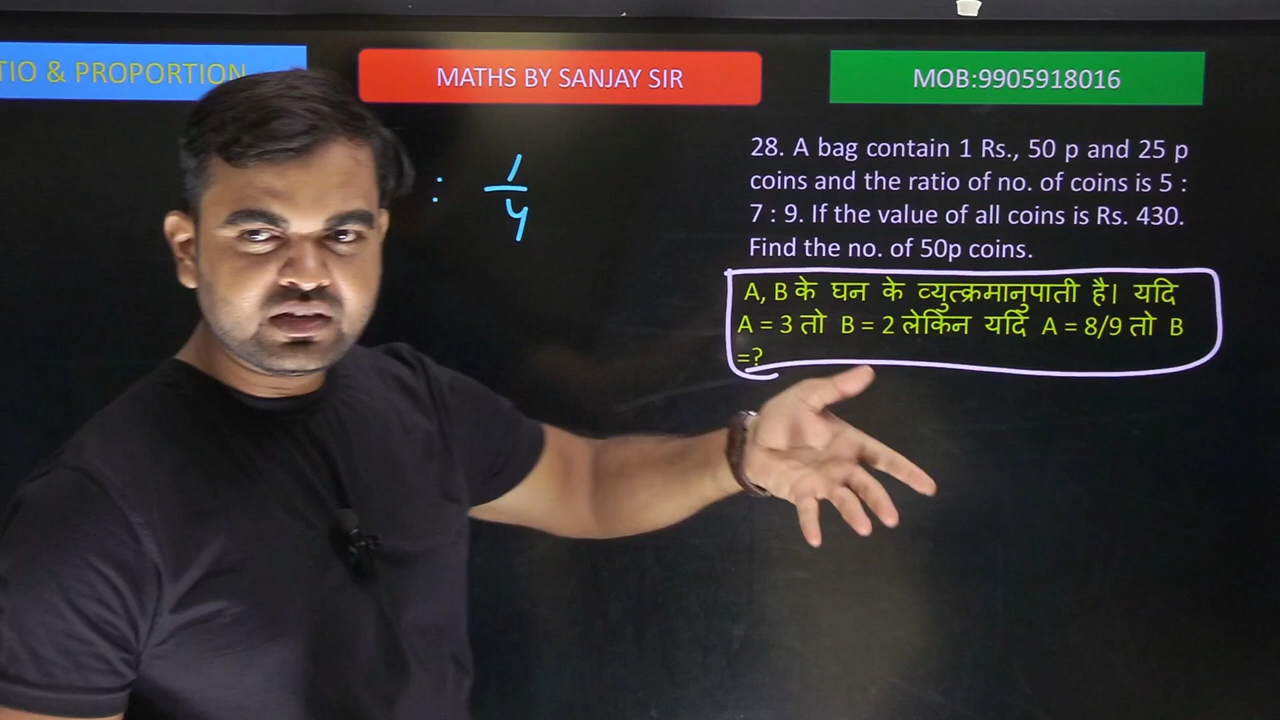 TIO & PROPORTION
MATHS BY SANJAY SIR
MOB:9905918016
: 1/4
28. A bag contain 1 Rs., 50 p and 25 p
coins and the ratio of no. of coins is 5 :
7 : 9. If the value of all coins is Rs. 430.
Find the no. of 50p coins.
A, B के घन के व्युत्क्रमानुपाती है। यदि
A = 3 तो B = 2 लेकिन यदि A = 8/9 तो B
=?